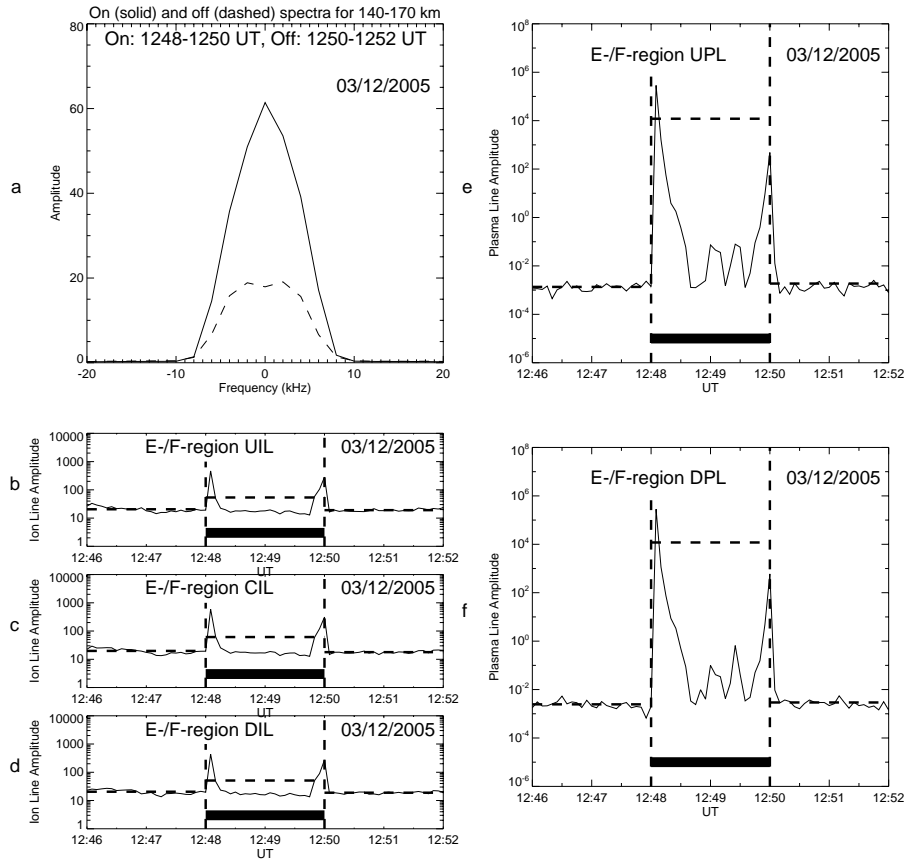 On (solid) and off (dashed) spectra for 140-170 km
On: 1248-1250 UT, Off: 1250-1252 UT
03/12/2005
80
60
40
20
0
Amplitude
a
-20 -10 0 10 20
Frequency (kHz)
E-/F-region UIL 03/12/2005
10000
1000
100
10
1
Ion Line Amplitude
b
12:46 12:47 12:48 12:49 12:50 12:51 12:52
UT
E-/F-region CIL 03/12/2005
10000
1000
100
10
1
Ion Line Amplitude
c
12:46 12:47 12:48 12:49 12:50 12:51 12:52
UT
E-/F-region DIL 03/12/2005
10000
1000
100
10
1
Ion Line Amplitude
d
12:46 12:47 12:48 12:49 12:50 12:51 12:52
UT
E-/F-region UPL 03/12/2005
10^8
10^6
10^4
10^2
10^0
10^-2
10^-4
10^-6
Plasma Line Amplitude
e
12:46 12:47 12:48 12:49 12:50 12:51 12:52
UT
E-/F-region DPL 03/12/2005
10^8
10^6
10^4
10^2
10^0
10^-2
10^-4
10^-6
Plasma Line Amplitude
f
12:46 12:47 12:48 12:49 12:50 12:51 12:52
UT